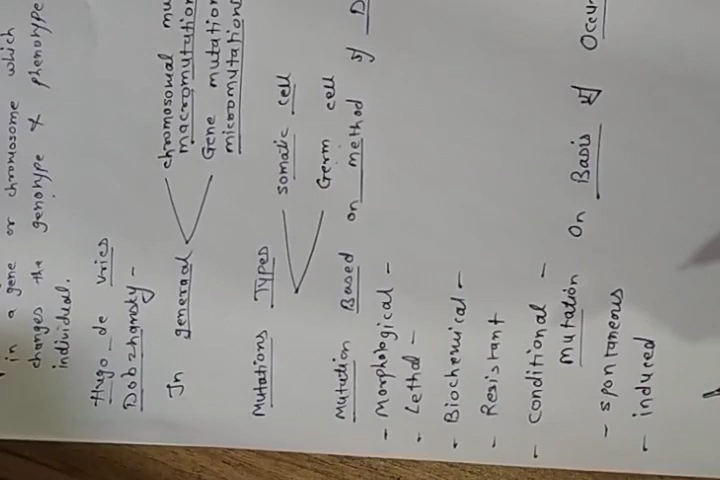 in a gene or chromosome which
changes the genotype & phenotype
individual.
Hugo-de vries
Dobzhansky-
In generaal
chromosomal mu
macromutation
Gene mutation
micromutations
Mutations Types
somatic cell
Germ cell
Mutation Based on method of D
- Morphological -
- Lethal -
- Biochemical -
- Resistant
- conditional -
Mutation On Basis of Occur
- spontaneous
- induced